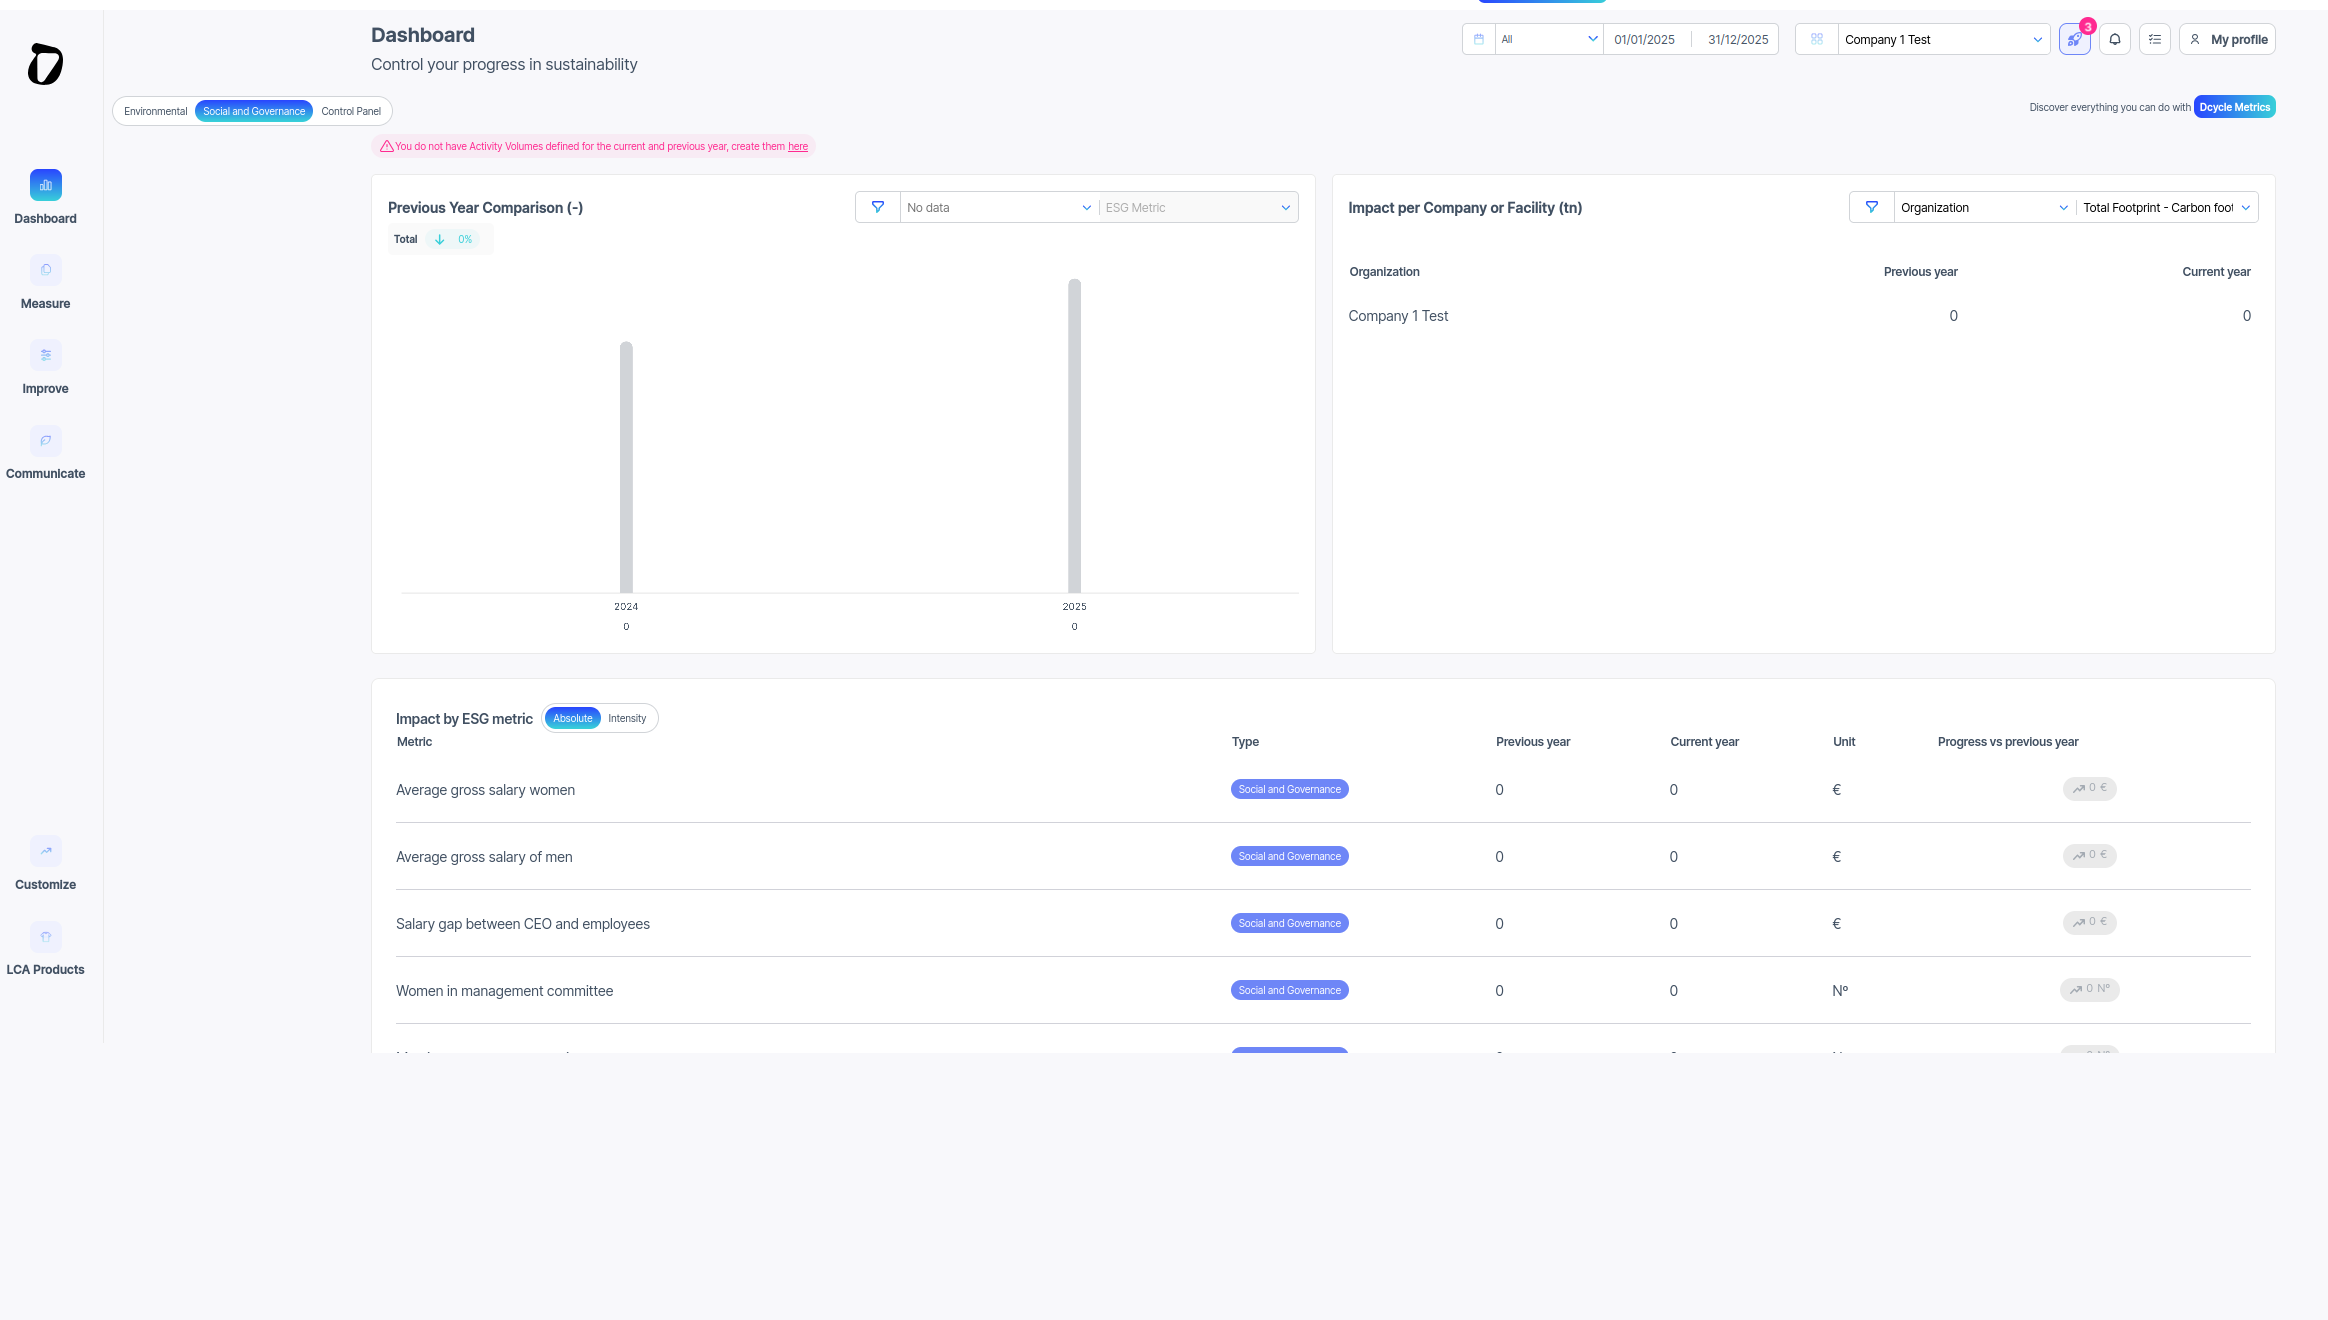 Dashboard
Control your progress in sustainability
All
01/01/2025
31/12/2025
Company 1 Test
3
My profile
Environmental
Social and Governance
Control Panel
Discover everything you can do with Dcycle Metrics
You do not have Activity Volumes defined for the current and previous year, create them here
Dashboard
Measure
Improve
Communicate
Customize
LCA Products
Previous Year Comparison (-)
No data
ESG Metric
Total
0%
2024
2025
0
0
Impact per Company or Facility (tn)
Organization
Total Footprint - Carbon foot
Organization Previous year Current year
Company 1 Test 0 0
Impact by ESG metric
Absolute
Intensity
Metric Type Previous year Current year Unit Progress vs previous year
Average gross salary women Social and Governance 0 0 € 0 €
Average gross salary of men Social and Governance 0 0 € 0 €
Salary gap between CEO and employees Social and Governance 0 0 € 0 €
Women in management committee Social and Governance 0 0 Nº 0 Nº